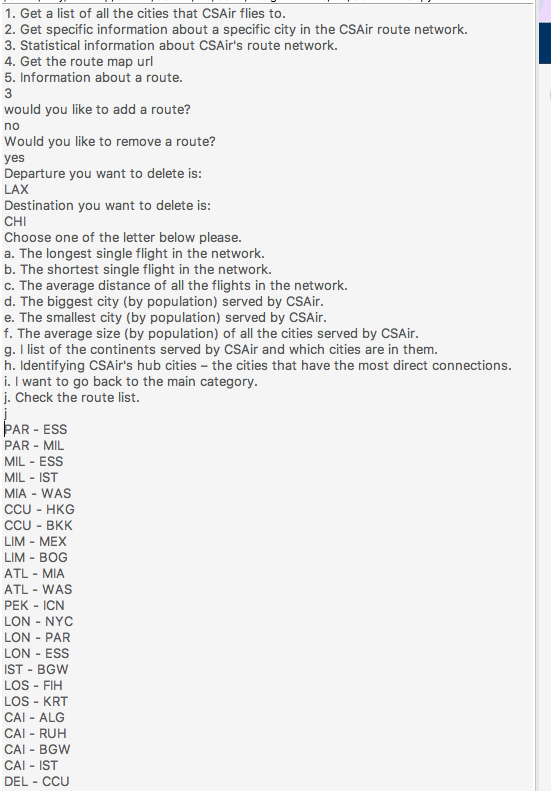 1. Get a list of all the cities that CSAir flies to.
2. Get specific information about a specific city in the CSAir route network.
3. Statistical information about CSAir's route network.
4. Get the route map url
5. Information about a route.
3
would you like to add a route?
no
Would you like to remove a route?
yes
Departure you want to delete is:
LAX
Destination you want to delete is:
CHI
Choose one of the letter below please.
a. The longest single flight in the network.
b. The shortest single flight in the network.
c. The average distance of all the flights in the network.
d. The biggest city (by population) served by CSAir.
e. The smallest city (by population) served by CSAir.
f. The average size (by population) of all the cities served by CSAir.
g. I list of the continents served by CSAir and which cities are in them.
h. Identifying CSAir's hub cities – the cities that have the most direct connections.
i. I want to go back to the main category.
j. Check the route list.
j
PAR - ESS
PAR - MIL
MIL - ESS
MIL - IST
MIA - WAS
CCU - HKG
CCU - BKK
LIM - MEX
LIM - BOG
ATL - MIA
ATL - WAS
PEK - ICN
LON - NYC
LON - PAR
LON - ESS
IST - BGW
LOS - FIH
LOS - KRT
CAI - ALG
CAI - RUH
CAI - BGW
CAI - IST
DEL - CCU